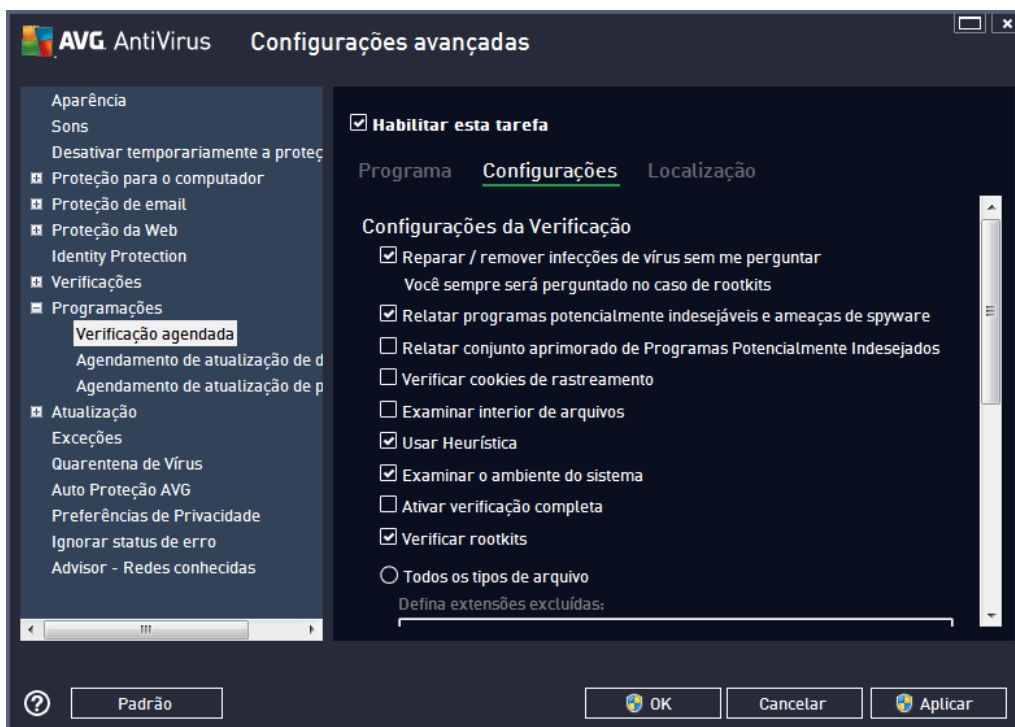 AVG. AntiVirus Configurações avançadas
Aparência
Sons
Desativar temporariamente a proteç
Proteção para o computador
Proteção de email
Proteção da Web
Identity Protection
Verificações
Programações
Verificação agendada
Agendamento de atualização de d
Agendamento de atualização de p
Atualização
Exceções
Quarentena de Vírus
Auto Proteção AVG
Preferências de Privacidade
Ignorar status de erro
Advisor - Redes conhecidas
Habilitar esta tarefa
Programa Configurações Localização
Configurações da Verificação
Reparar / remover infecções de vírus sem me perguntar
Você sempre será perguntado no caso de rootkits
Relatar programas potencialmente indesejáveis e ameaças de spyware
Relatar conjunto aprimorado de Programas Potencialmente Indesejados
Verificar cookies de rastreamento
Examinar interior de arquivos
Usar Heurística
Examinar o ambiente do sistema
Ativar verificação completa
Verificar rootkits
Todos os tipos de arquivo
Defina extensões excluídas:
? Padrão OK Cancelar Aplicar